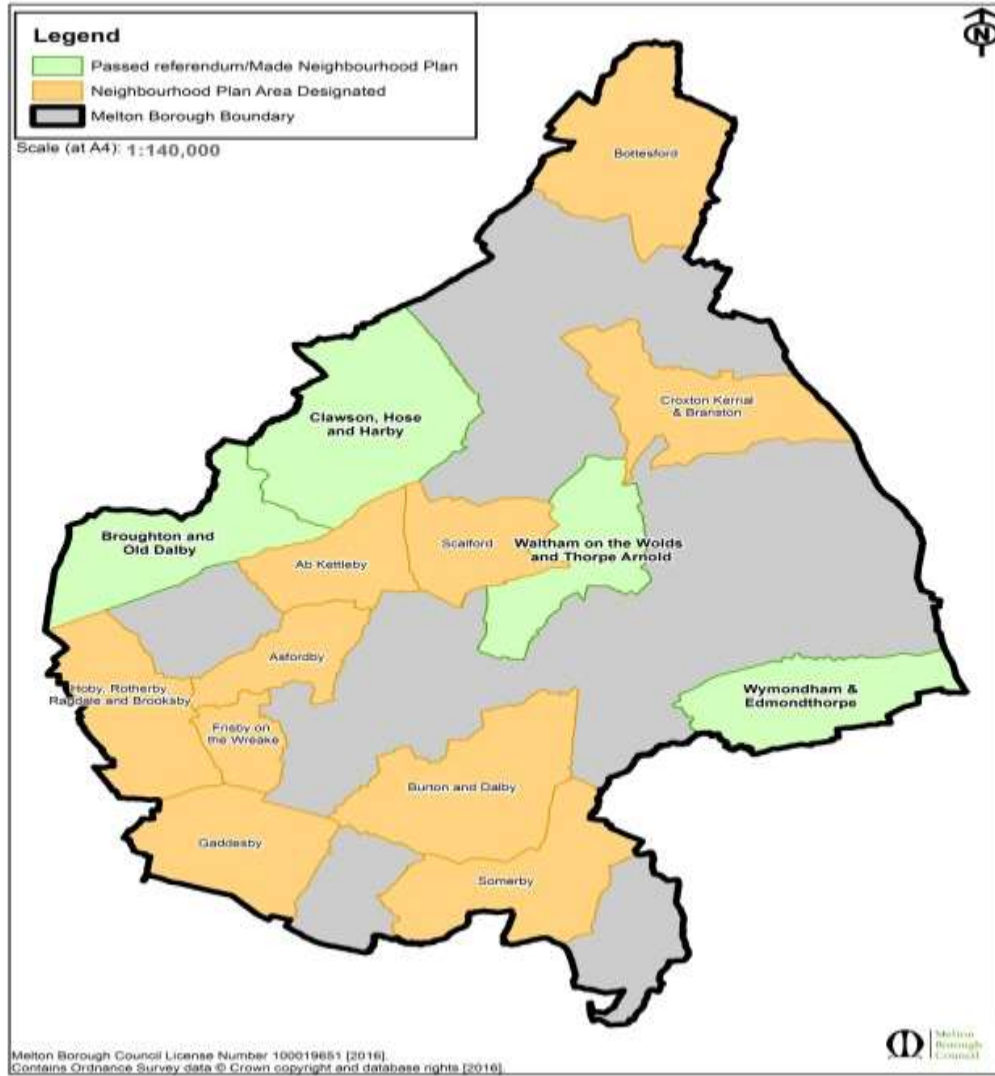 Legend
Passed referendum/Made Neighbourhood Plan
Neighbourhood Plan Area Designated
Melton Borough Boundary
Scale (at A4): 1:140,000
N
Bottesford
Croxton Kerrial
& Branston
Clawson, Hose
and Harby
Broughton and
Old Dalby
Ab Kettleby
Scalford
Waltham on the Wolds
and Thorpe Arnold
Asfordby
Hoby, Rotherby,
Ragdale and Brooksby
Frisby on
the Wreake
Wymondham &
Edmondthorpe
Burton and Dalby
Gaddesby
Somerby
Melton Borough Council License Number 100019651 [2016].
Contains Ordnance Survey data © Crown copyright and database rights [2016].
Melton
Borough
Council